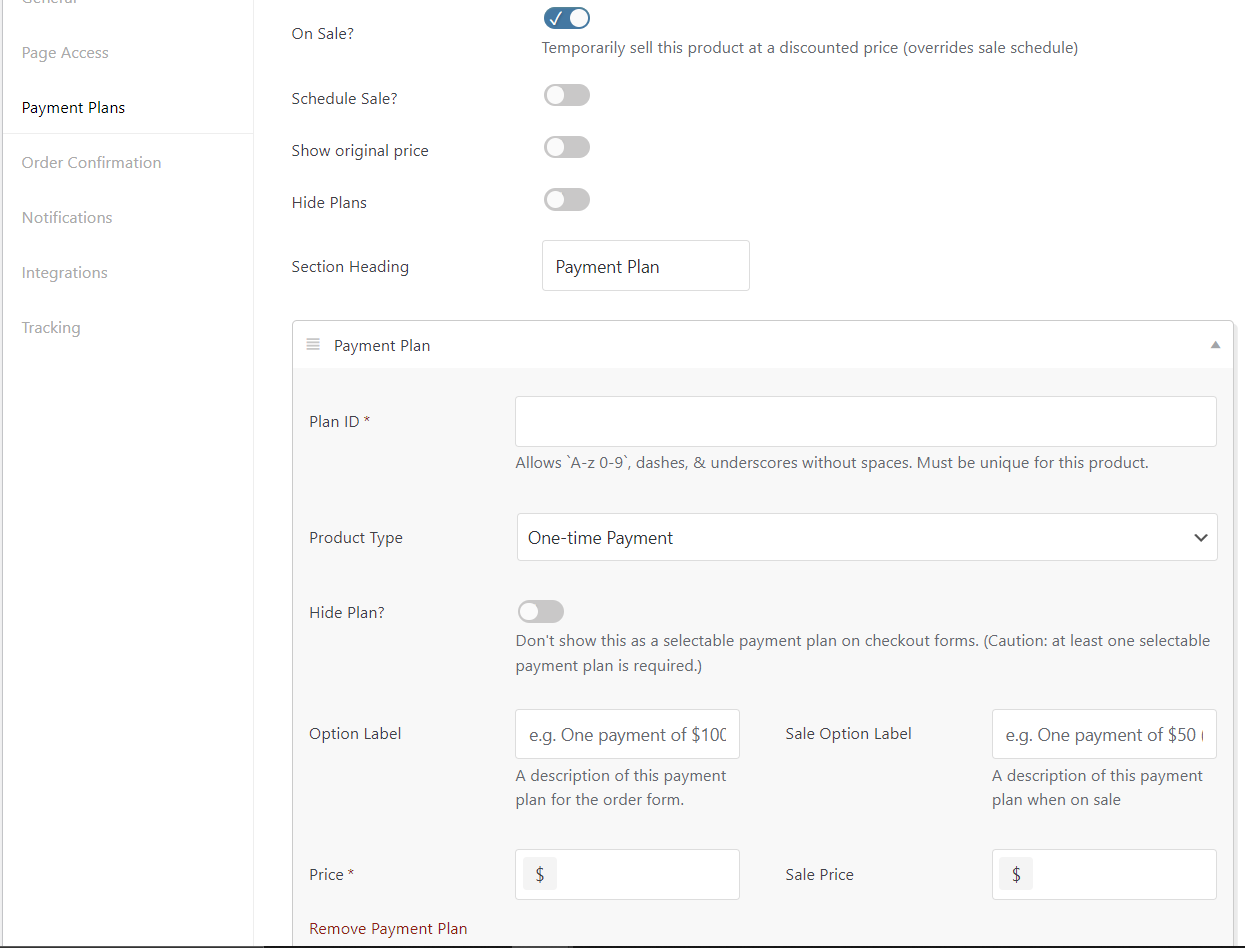 General
Page Access
Payment Plans
Order Confirmation
Notifications
Integrations
Tracking
On Sale?
Temporarily sell this product at a discounted price (overrides sale schedule)
Schedule Sale?
Show original price
Hide Plans
Section Heading
Payment Plan
Payment Plan
Plan ID *
Allows `A-z 0-9`, dashes, & underscores without spaces. Must be unique for this product.
Product Type
One-time Payment
Hide Plan?
Don't show this as a selectable payment plan on checkout forms. (Caution: at least one selectable
payment plan is required.)
Option Label
e.g. One payment of $100
A description of this payment
plan for the order form.
Sale Option Label
e.g. One payment of $50 (
A description of this payment
plan when on sale
Price *
$
Sale Price
$
Remove Payment Plan